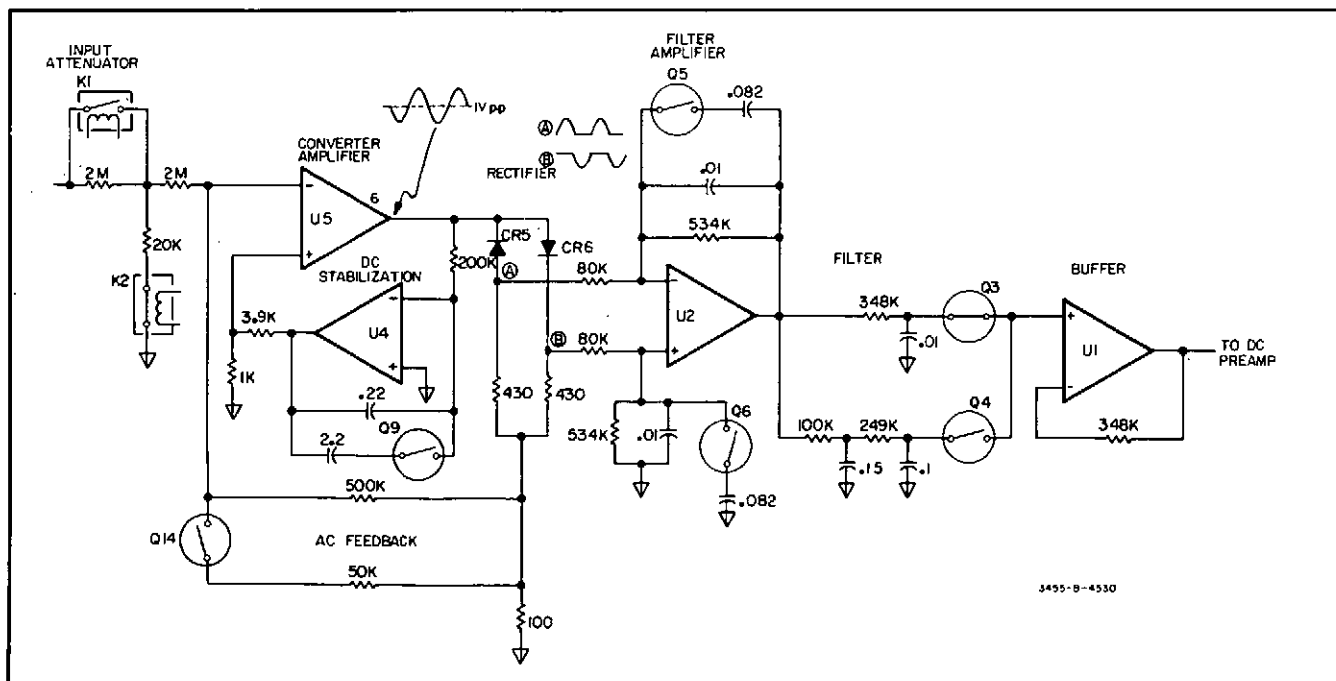 INPUT
ATTENUATOR
K1
2M
2M
20K
K2
1V pp
CONVERTER
AMPLIFIER
-
6
U5
+
DC
STABILIZATION
200K
CR5
CR6
A
B
3.9K
1K
-
U4
+
.22
2.2
Q9
430
430
500K
Q14
AC FEEDBACK
50K
100
FILTER
AMPLIFIER
Q5
.082
A
B
RECTIFIER
.01
534K
80K
80K
-
U2
+
534K
.01
Q6
.082
FILTER
348K
Q3
.01
100K
249K
Q4
.15
.1
BUFFER
+
U1
-
348K
TO DC
PREAMP
3455-B-4530